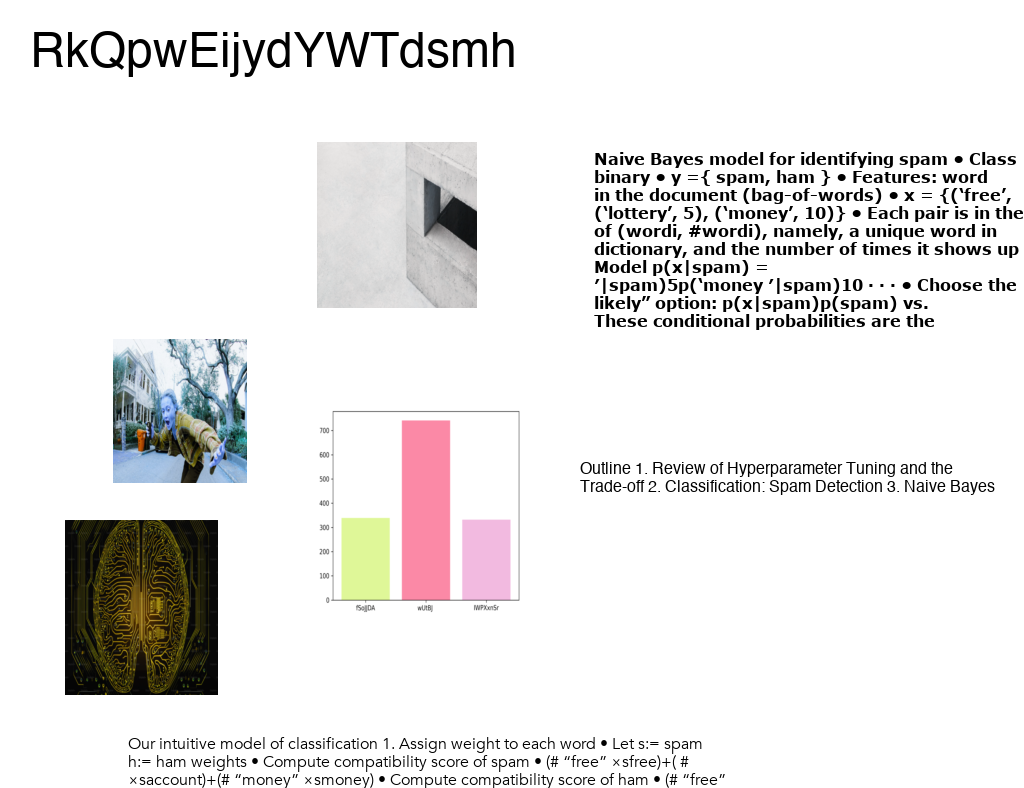 RkQpwEijydYWTdsmh
Naive Bayes model for identifying spam • Class
binary • y ={ spam, ham } • Features: word
in the document (bag-of-words) • x = {(‘free’,
(‘lottery’, 5), (‘money’, 10)} • Each pair is in the
of (wordi, #wordi), namely, a unique word in
dictionary, and the number of times it shows up
Model p(x|spam) =
’|spam)5p(‘money ’|spam)10 · · · • Choose the
likely” option: p(x|spam)p(spam) vs.
These conditional probabilities are the
700
600
500
400
300
200
100
0
wUtBJ
Outline 1. Review of Hyperparameter Tuning and the
Trade-off 2. Classification: Spam Detection 3. Naive Bayes
Our intuitive model of classification 1. Assign weight to each word • Let s:= spam
h:= ham weights • Compute compatibility score of spam • (# “free” ×sfree)+( #
×saccount)+(# “money” ×smoney) • Compute compatibility score of ham • (# “free”